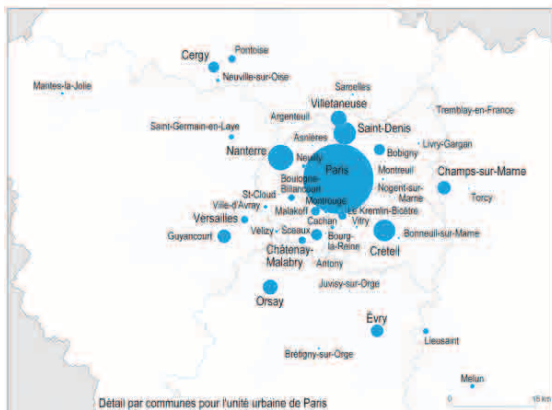 Pontoise
Cergy
Neuville-sur-Oise
Mantes-la-Jolie
Sarcelles
Villetaneuse
Tremblay-en-France
Argenteuil
Saint-Denis
Saint-Germain-en-Laye
Asnières
Livry-Gargan
Bobigny
Nanterre
Neuilly
Paris
Montreuil
Champs-sur-Marne
Boulogne-
Billancourt
Nogent-sur-
Marne
Torcy
St-Cloud
Ville-d'Avray
Montrouge
Malakoff
Le Kremlin-Bicêtre
Versailles
Cachan
Vitry
Vélizy
Sceaux
Bourg-
la-Reine
Bonneuil-sur-Marne
Guyancourt
Créteil
Châtenay-
Malabry
Antony
Juvisy-sur-Orge
Orsay
Évry
Lieusaint
Brétigny-sur-Orge
Melun
Détail par communes pour l'unité urbaine de Paris
0 15 km